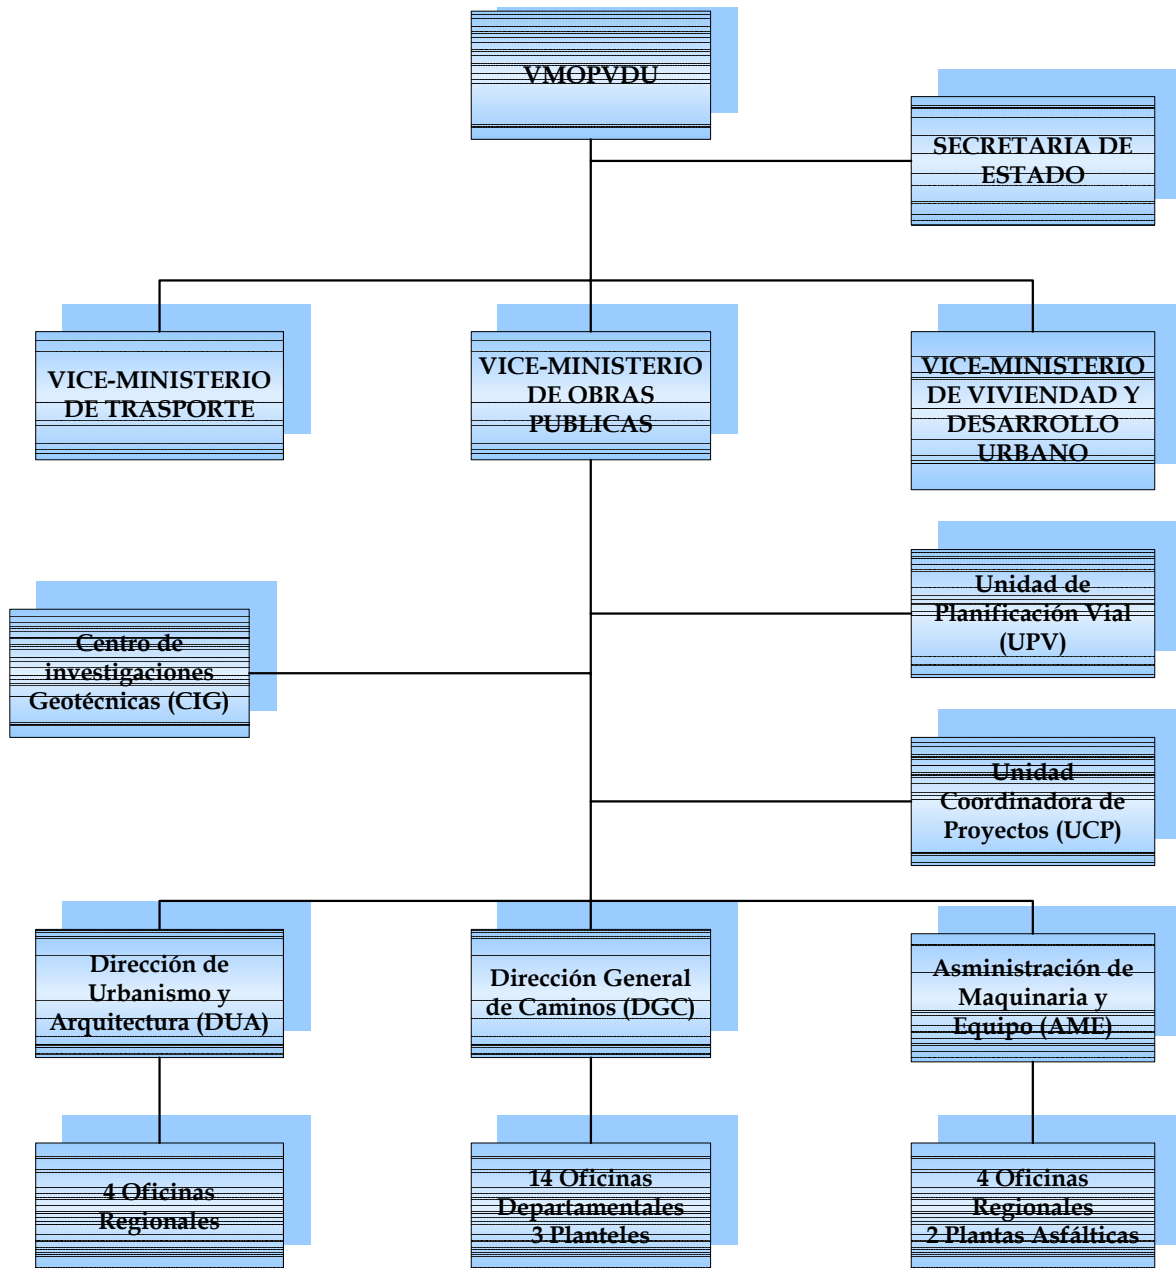 VMOPVDU
SECRETARIA DE
ESTADO
VICE-MINISTERIO
DE TRASPORTE
VICE-MINISTERIO
DE OBRAS
PUBLICAS
VICE-MINISTERIO
DE VIVIENDAD Y
DESARROLLO
URBANO
Unidad de
Planificación Vial
(UPV)
Centro de
investigaciones
Geotécnicas (CIG)
Unidad
Coordinadora de
Proyectos (UCP)
Dirección de
Urbanismo y
Arquitectura (DUA)
Dirección General
de Caminos (DGC)
Asministración de
Maquinaria y
Equipo (AME)
4 Oficinas
Regionales
14 Oficinas
Departamentales
3 Planteles
4 Oficinas
Regionales
2 Plantas Asfálticas